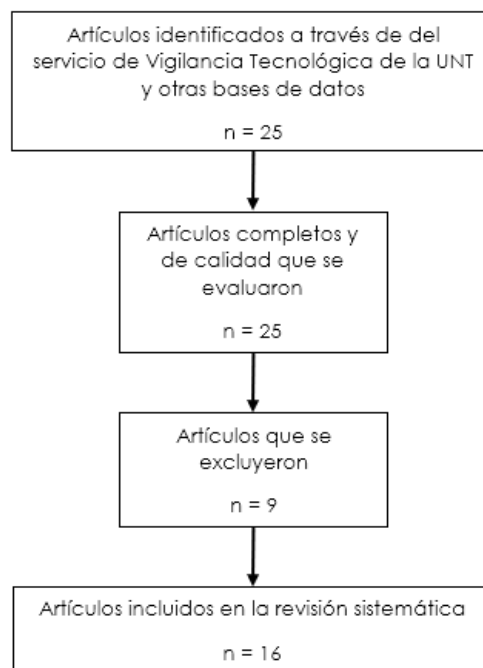 Artículos identificados a través de del
servicio de Vigilancia Tecnológica de la UNT
y otras bases de datos
n = 25
Artículos completos y
de calidad que se
evaluaron
n = 25
Artículos que se
excluyeron
n = 9
Artículos incluidos en la revisión sistemática
n = 16